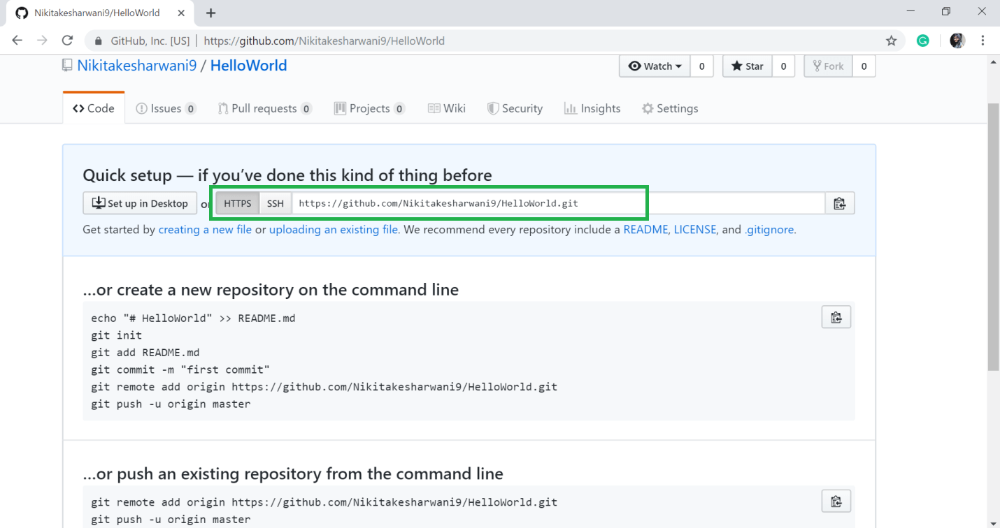 Nikitakesharwani9/HelloWorld
GitHub, Inc. [US] | https://github.com/Nikitakesharwani9/HelloWorld
Nikitakesharwani9 / HelloWorld
Watch 0 Star 0 Fork 0
Code Issues 0 Pull requests 0 Projects 0 Wiki Security Insights Settings
Quick setup — if you’ve done this kind of thing before
Set up in Desktop or HTTPS SSH https://github.com/Nikitakesharwani9/HelloWorld.git
Get started by creating a new file or uploading an existing file. We recommend every repository include a README, LICENSE, and .gitignore.
…or create a new repository on the command line
echo "# HelloWorld" >> README.md
git init
git add README.md
git commit -m "first commit"
git remote add origin https://github.com/Nikitakesharwani9/HelloWorld.git
git push -u origin master
…or push an existing repository from the command line
git remote add origin https://github.com/Nikitakesharwani9/HelloWorld.git
git push -u origin master